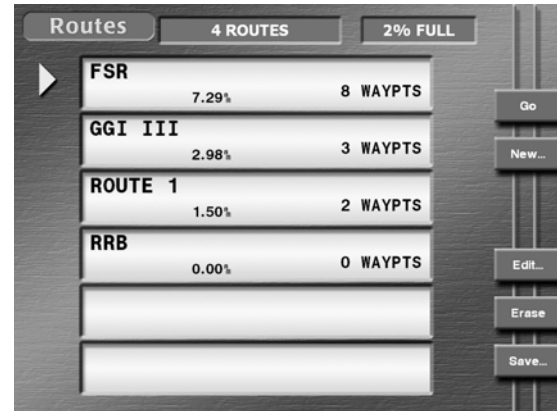 Routes 4 ROUTES 2% FULL
FSR
7.29% 8 WAYPTS
Go
GGI III
2.98% 3 WAYPTS
New...
ROUTE 1
1.50% 2 WAYPTS
RRB
0.00% 0 WAYPTS
Edit...
Erase
Save...